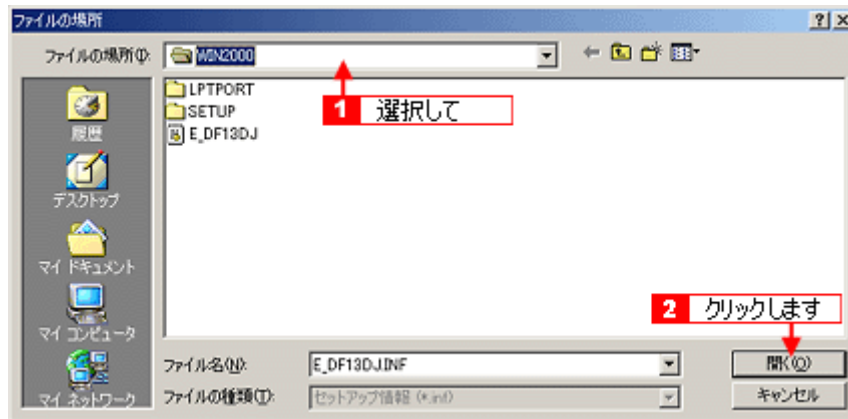 ファイルの場所
ファイルの場所(I):
WIN2000
LPTPORT
SETUP
E_DF13DJ
1 選択して
履歴
デスクトップ
マイ ドキュメント
マイ コンピュータ
マイ ネットワーク
2 クリックします
ファイル名(N):
E_DF13DJ.INF
開く(O)
ファイルの種類(T):
セットアップ情報 (*.inf)
キャンセル